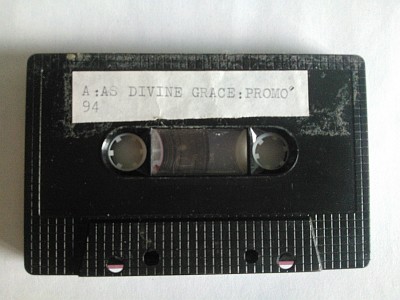 A:AS DIVINE GRACE:PROMO'
94